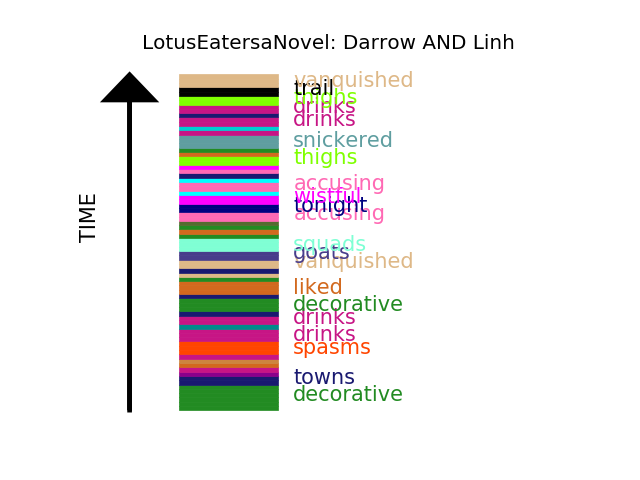 LotusEatersaNovel: Darrow AND Linh
vanquished
trail
thighs
drinks
drinks
snickered
thighs
accusing
wistful
tonight
accusing
squads
goats
vanquished
liked
decorative
drinks
drinks
spasms
towns
decorative
TIME